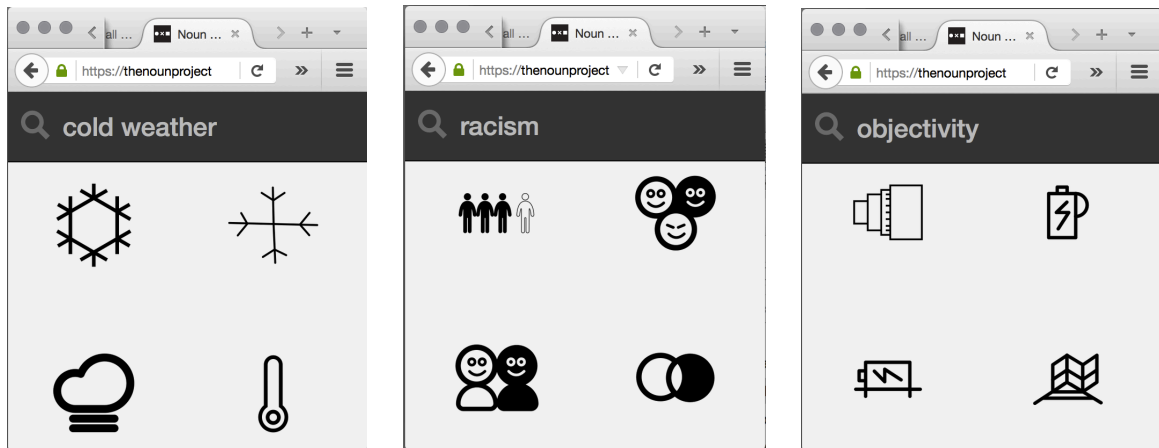 all ...
Noun ...
https://thenounproject
cold weather
all ...
Noun ...
https://thenounproject
racism
all ...
Noun ...
https://thenounproject
objectivity